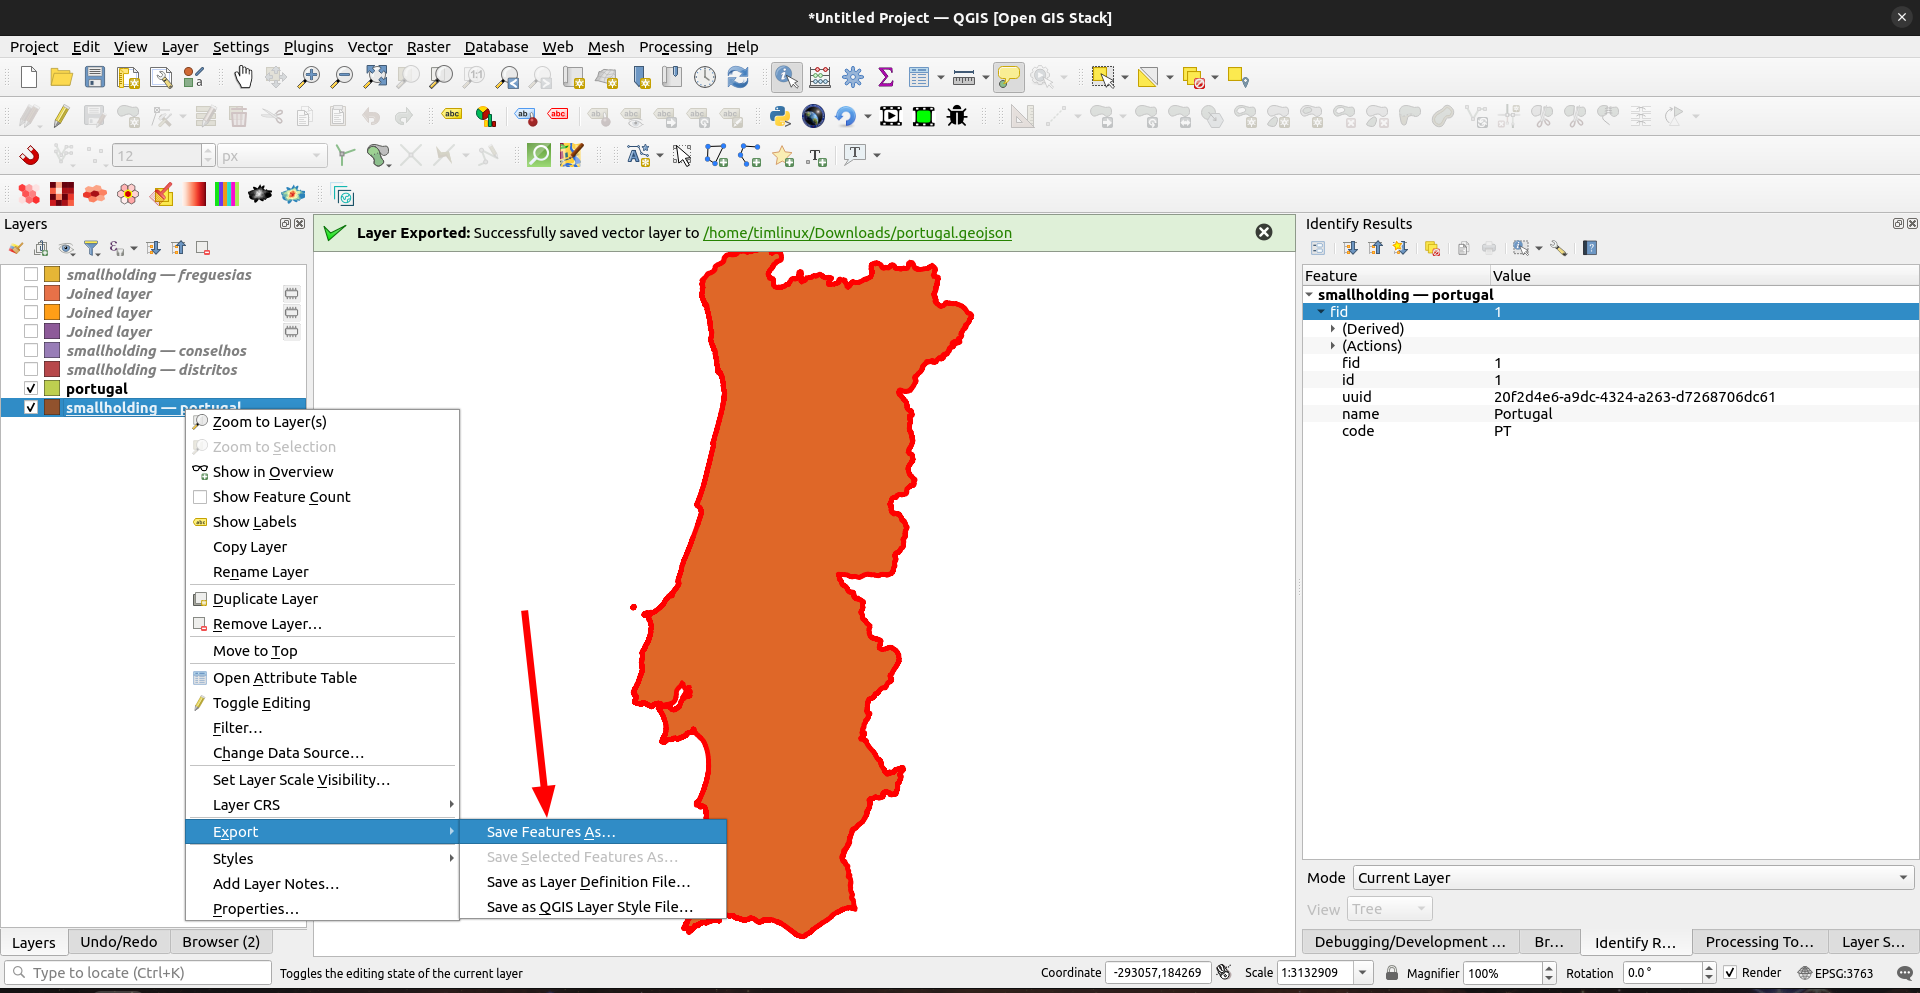 *Untitled Project — QGIS [Open GIS Stack]
Project Edit View Layer Settings Plugins Vector Raster Database Web Mesh Processing Help
12 px
Layers
Layer Exported: Successfully saved vector layer to /home/timlinux/Downloads/portugal.geojson
Identify Results
smallholding — freguesias
Joined layer
Joined layer
Joined layer
smallholding — conselhos
smallholding — distritos
portugal
smallholding — portugal
Zoom to Layer(s)
Zoom to Selection
Show in Overview
Show Feature Count
Show Labels
Copy Layer
Rename Layer
Duplicate Layer
Remove Layer…
Move to Top
Open Attribute Table
Toggle Editing
Filter…
Change Data Source…
Set Layer Scale Visibility…
Layer CRS
Export
Styles
Add Layer Notes…
Properties…
Save Features As…
Save Selected Features As…
Save as Layer Definition File…
Save as QGIS Layer Style File…
Feature Value
smallholding — portugal
fid 1
(Derived)
(Actions)
fid 1
id 1
uuid 20f2d4e6-a9dc-4324-a263-d7268706dc61
name Portugal
code PT
Mode Current Layer
View Tree
Layers Undo/Redo Browser (2)
Debugging/Development … Br… Identify R… Processing To… Layer S…
Type to locate (Ctrl+K) Toggles the editing state of the current layer Coordinate -293057,184269 Scale 1:3132909 Magnifier 100% Rotation 0.0 ° Render EPSG:3763